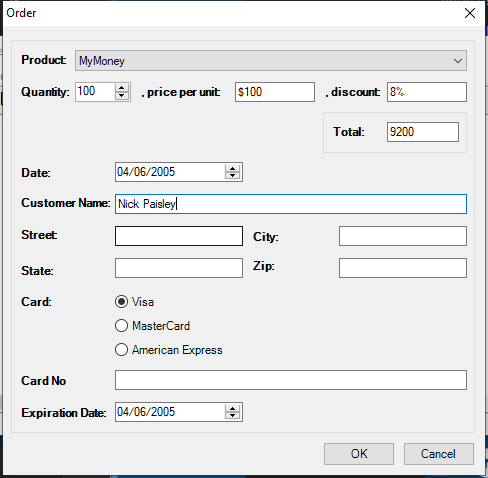 Order
Product: MyMoney
Quantity: 100 , price per unit: $100 , discount: 8%
Total: 9200
Date: 04/06/2005
Customer Name: Nick Paisley
Street: City:
State: Zip:
Card: Visa
MasterCard
American Express
Card No
Expiration Date: 04/06/2005
OK Cancel